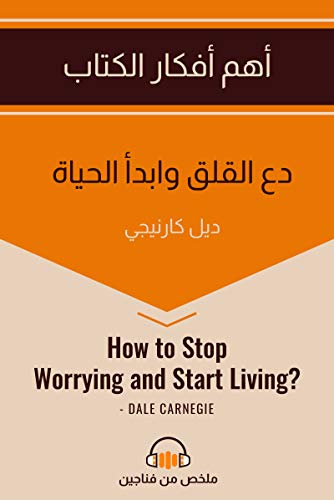 أهم أفكار الكتاب
دع القلق وابدأ الحياة
ديل كارنيجي
How to Stop
Worrying and Start Living?
- DALE CARNEGIE
ملخص من فناجين